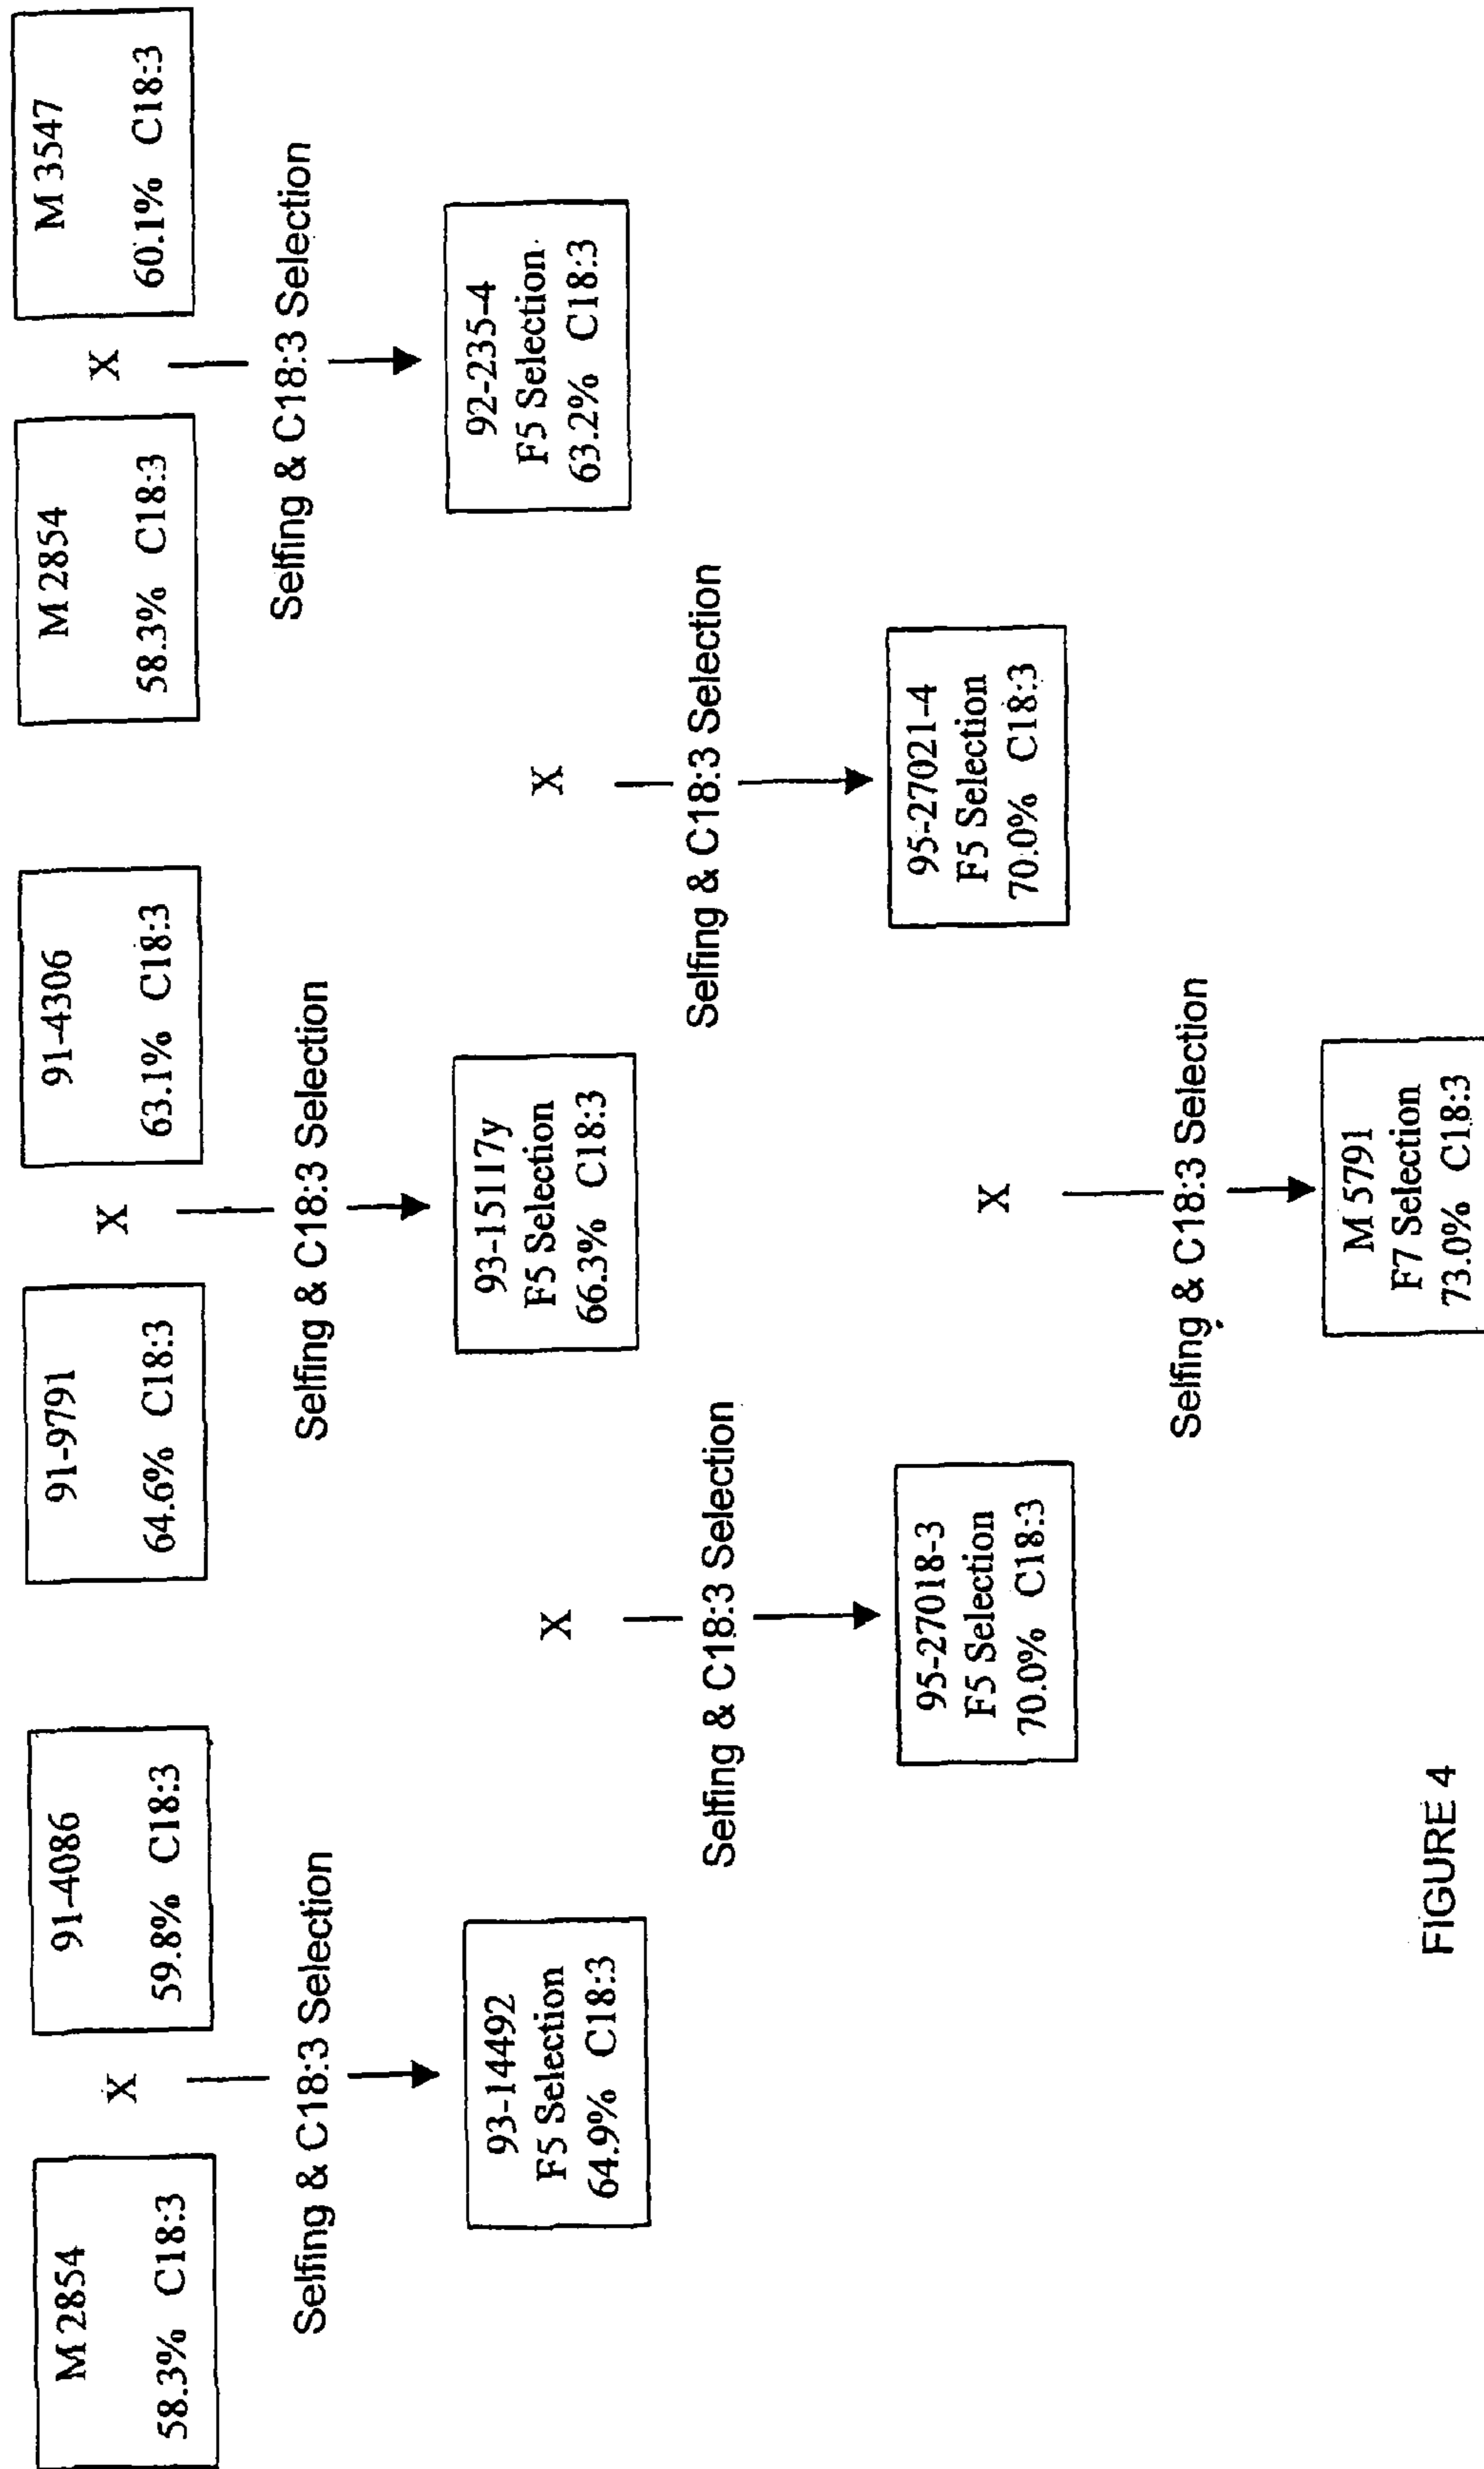 M 2854
58.3% C18:3
X
91-4086
59.8% C18:3
91-9791
64.6% C18:3
X
91-4306
63.1% C18:3
M 2854
58.3% C18:3
X
M 3547
60.1% C18:3
Selfing & C18:3 Selection
Selfing & C18:3 Selection
Selfing & C18:3 Selection
93-14492
F5 Selection
64.9% C18:3
X
93-15117y
F5 Selection
66.3% C18:3
X
92-235-4
F5 Selection
63.2% C18:3
Selfing & C18:3 Selection
Selfing & C18:3 Selection
95-27018-3
F5 Selection
70.0% C18:3
X
95-27021-4
F5 Selection
70.0% C18:3
Selfing & C18:3 Selection
M 5791
F7 Selection
73.0% C18:3
FIGURE 4